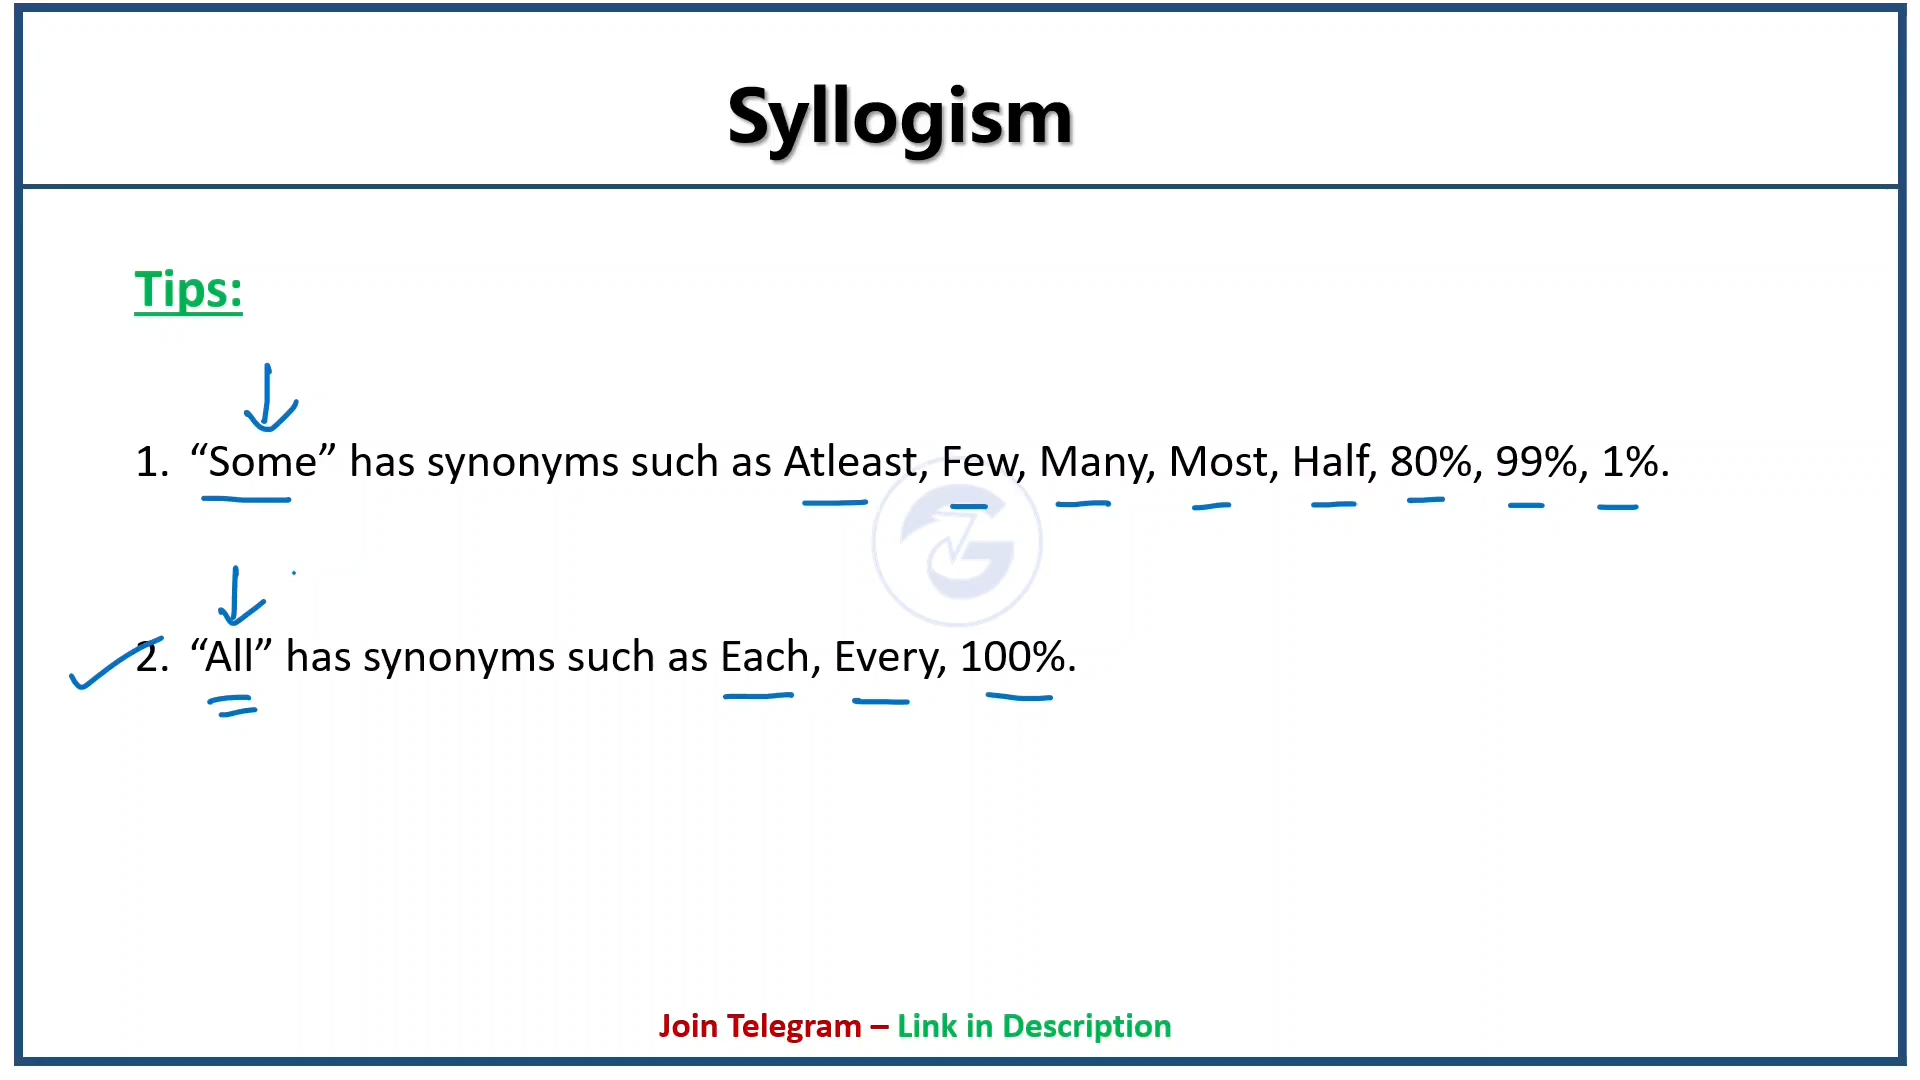 Syllogism
Tips:
1. “Some” has synonyms such as Atleast, Few, Many, Most, Half, 80%, 99%, 1%.
2. “All” has synonyms such as Each, Every, 100%.
Join Telegram – Link in Description